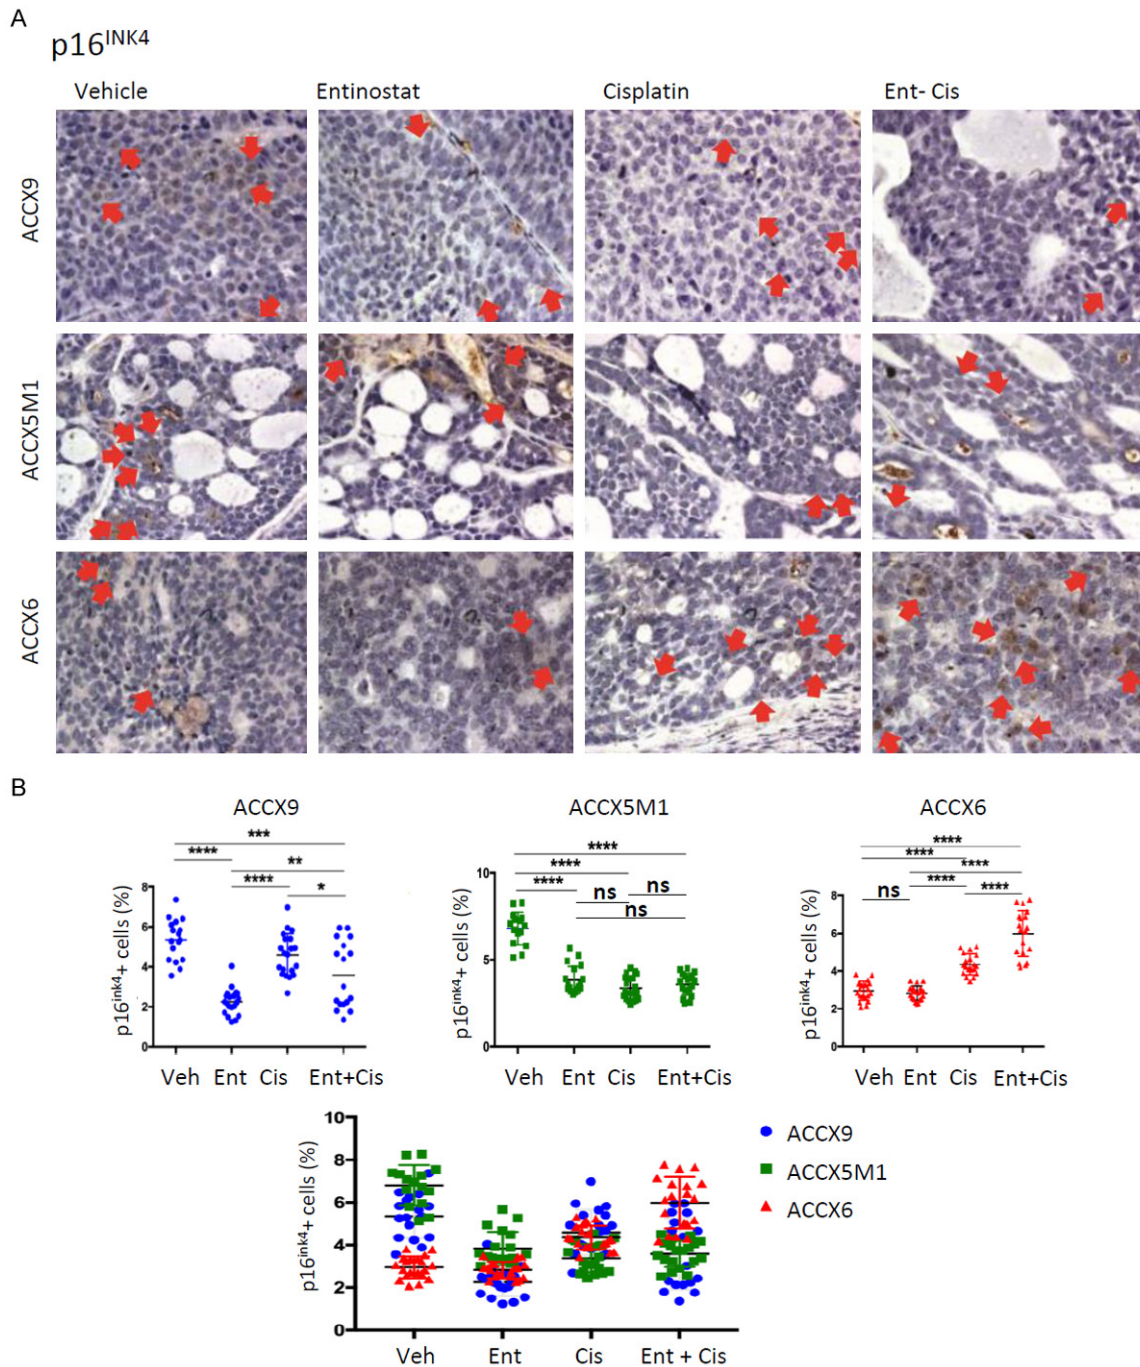 A
p16INK4
Vehicle Entinostat Cisplatin Ent- Cis
ACCX9
ACCX5M1
ACCX6
B
ACCX9 ACCX5M1 ACCX6
***
****
**
****
*
8
6
4
2
0
p16ink4+ cells (%)
Veh Ent Cis Ent+Cis
****
****
**** ns ns
ns
10
5
0
p16ink4+ cells (%)
Veh Ent Cis Ent+Cis
****
****
****
ns **** ****
8
6
4
2
0
p16ink4+ cells (%)
Veh Ent Cis Ent+Cis
10
8
6
4
2
0
p16ink4+ cells (%)
Veh Ent Cis Ent + Cis
ACCX9
ACCX5M1
ACCX6